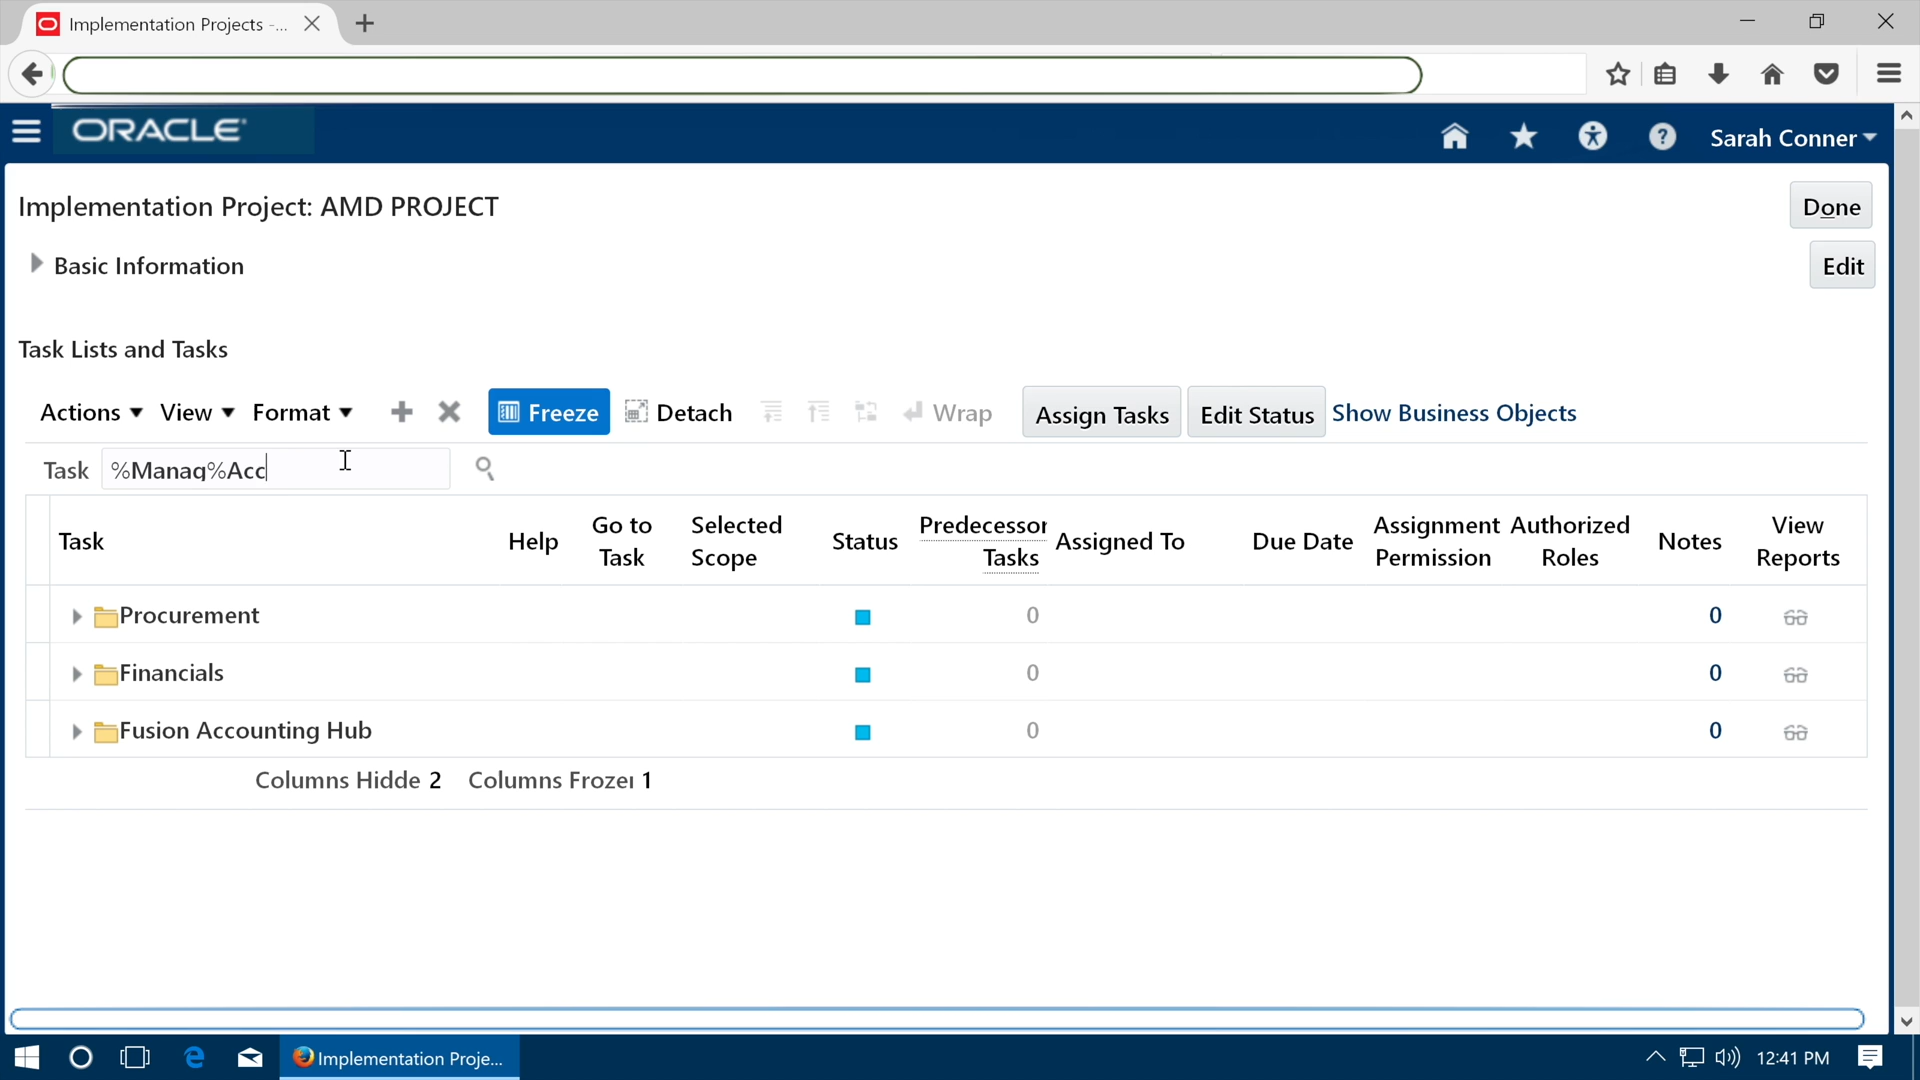 Implementation Projects -...
ORACLE
Sarah Conner
Implementation Project: AMD PROJECT
Done
Basic Information
Edit
Task Lists and Tasks
Actions View Format Freeze Detach Wrap Assign Tasks Edit Status Show Business Objects
Task %Manag%Acc
Task Help Go to Task Selected Scope Status Predecessor Tasks Assigned To Due Date Assignment Permission Authorized Roles Notes View Reports
Procurement 0 0
Financials 0 0
Fusion Accounting Hub 0 0
Columns Hidde 2 Columns Frozen 1
Implementation Proje... 12:41 PM